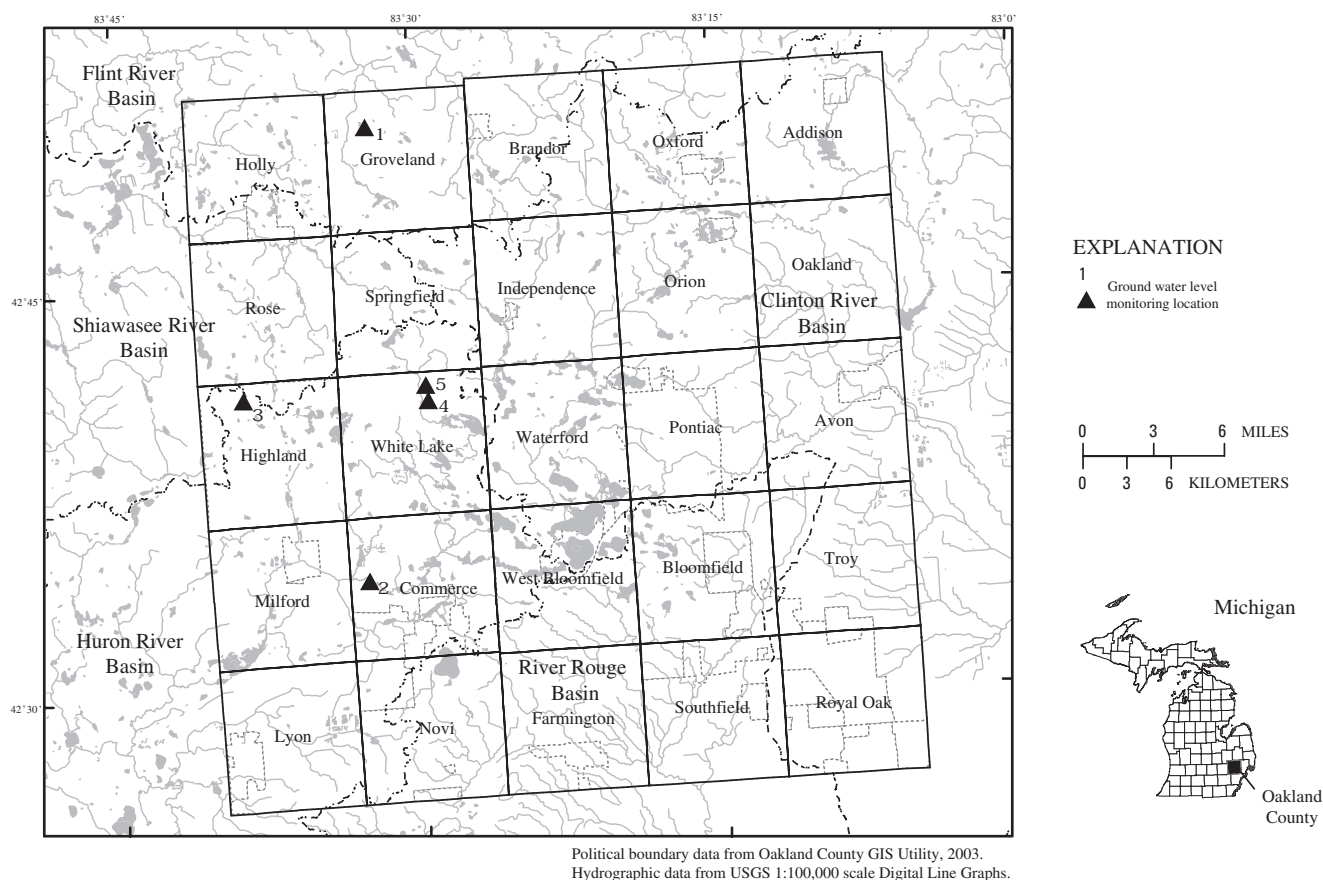 83°45'
83°30'
83°15'
83°0'
Flint River
Basin
1
Groveland
Holly
Brandon
Oxford
Addison
42°45'
Shiawasee River
Basin
Rose
Springfield
Independence
Orion
Oakland
Clinton River
Basin
3
Highland
5
4
White Lake
Waterford
Pontiac
Avon
Huron River
Basin
Milford
2
Commerce
West Bloomfield
Bloomfield
Troy
42°30'
Lyon
Novi
River Rouge
Basin
Farmington
Southfield
Royal Oak
EXPLANATION
1
Ground water level
monitoring location
0 3 6 MILES
0 3 6 KILOMETERS
Michigan
Oakland
County
Political boundary data from Oakland County GIS Utility, 2003.
Hydrographic data from USGS 1:100,000 scale Digital Line Graphs.